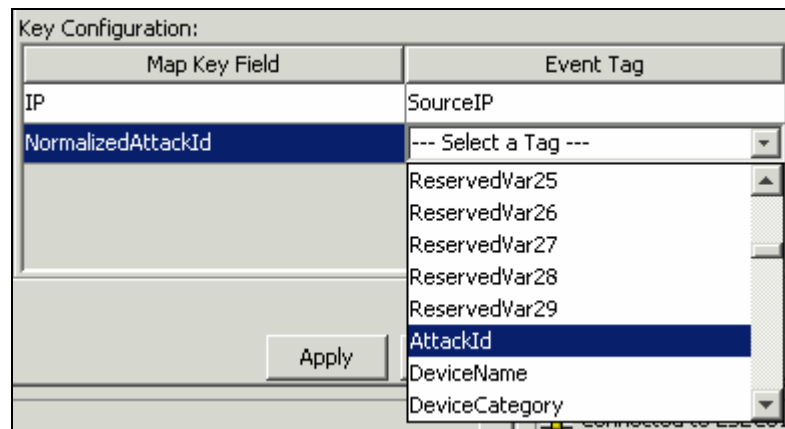 Key Configuration:
Map Key Field Event Tag
IP SourceIP
NormalizedAttackId --- Select a Tag ---
ReservedVar25
ReservedVar26
ReservedVar27
ReservedVar28
ReservedVar29
AttackId
Apply
DeviceName
DeviceCategory